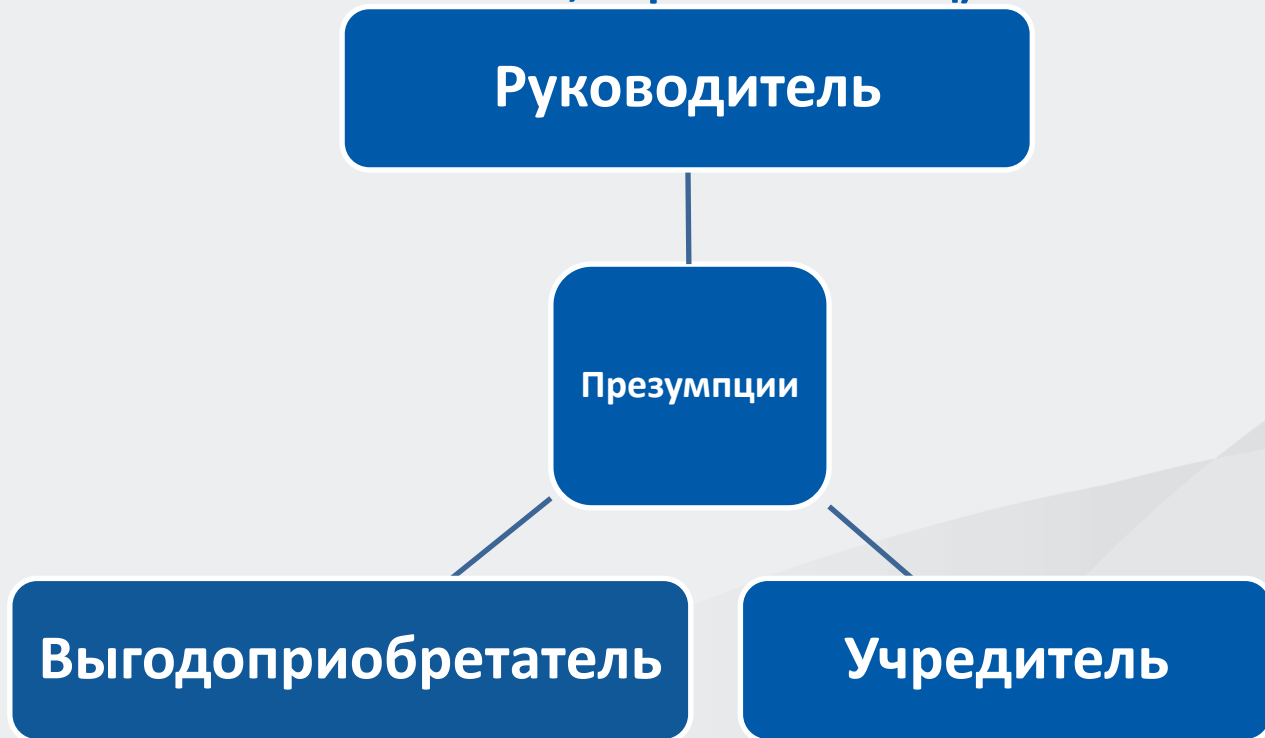 Руководитель
Презумпции
Выгодоприобретатель
Учредитель